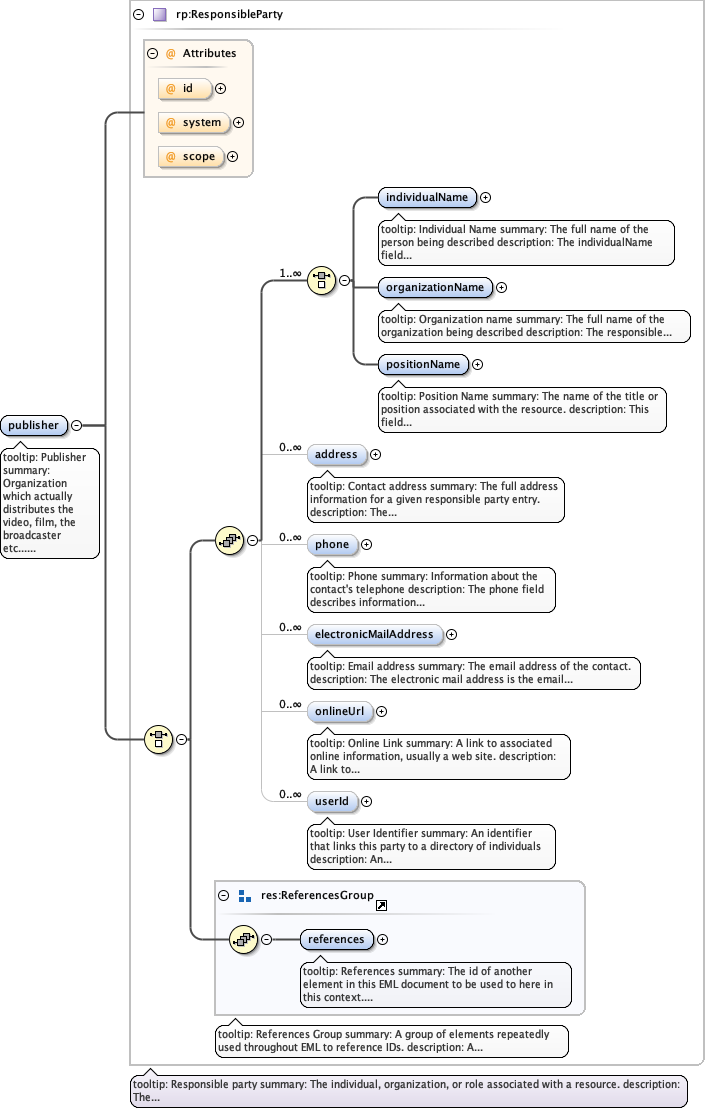 rp:ResponsibleParty
@ Attributes
@ id
@ system
@ scope
individualName
tooltip: Individual Name summary: The full name of the
person being described description: The individualName
field...
1..∞
organizationName
tooltip: Organization name summary: The full name of the
organization being described description: The responsible...
positionName
tooltip: Position Name summary: The name of the title or
position associated with the resource. description: This
field...
publisher
tooltip: Publisher
summary:
Organization
which actually
distributes the
video, film, the
broadcaster
etc......
0..∞
address
tooltip: Contact address summary: The full address
information for a given responsible party entry.
description: The...
0..∞
phone
tooltip: Phone summary: Information about the
contact's telephone description: The phone field
describes information...
0..∞
electronicMailAddress
tooltip: Email address summary: The email address of the contact.
description: The electronic mail address is the email...
0..∞
onlineUrl
tooltip: Online Link summary: A link to associated
online information, usually a web site. description:
A link to...
0..∞
userId
tooltip: User Identifier summary: An identifier
that links this party to a directory of individuals
description: An...
res:ReferencesGroup
references
tooltip: References summary: The id of another
element in this EML document to be used to here in
this context....
tooltip: References Group summary: A group of elements repeatedly
used throughout EML to reference IDs. description: A...
tooltip: Responsible party summary: The individual, organization, or role associated with a resource. description:
The...